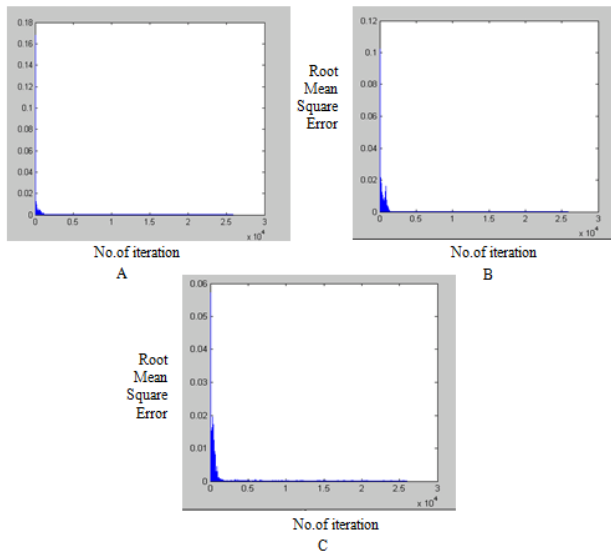 0.18
0.16
0.14
0.12
0.1
0.08
0.06
0.04
0.02
0
0 0.5 1 1.5 2 2.5 3
x 10⁴
No.of iteration
A
Root
Mean
Square
Error
0.12
0.1
0.08
0.06
0.04
0.02
0
0 0.5 1 1.5 2 2.5 3
x 10⁴
No.of iteration
B
Root
Mean
Square
Error
0.06
0.05
0.04
0.03
0.02
0.01
0
0 0.5 1 1.5 2 2.5 3
x 10⁴
No.of iteration
C